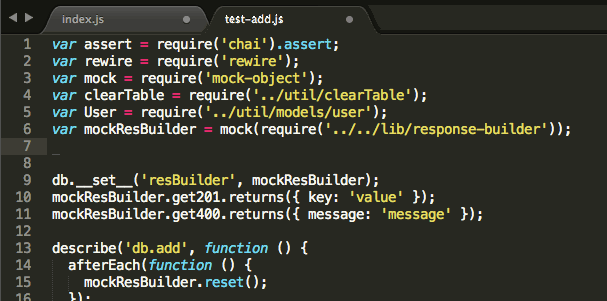 index.js test-add.js
1 var assert = require('chai').assert;
2 var rewire = require('rewire');
3 var mock = require('mock-object');
4 var clearTable = require('../util/clearTable');
5 var User = require('../util/models/user');
6 var mockResBuilder = mock(require('../../lib/response-builder'));
7
8
9 db.__set__('resBuilder', mockResBuilder);
10 mockResBuilder.get201.returns({ key: 'value' });
11 mockResBuilder.get400.returns({ message: 'message' });
12
13 describe('db.add', function () {
14   afterEach(function () {
15     mockResBuilder.reset();
16   });